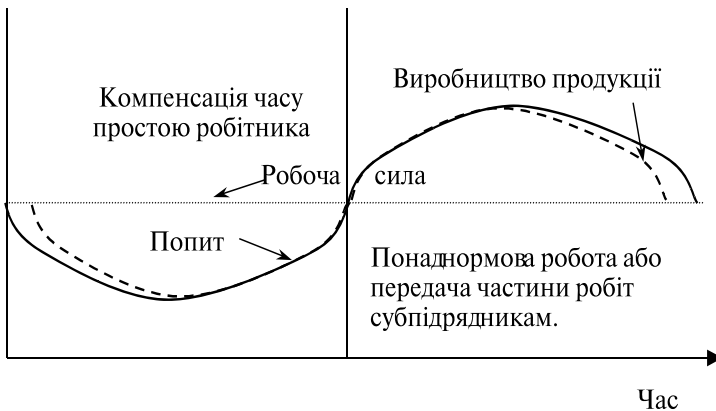 Виробництво продукції
Компенсація часу
простою робітника
Робоча сила
Попит
Понаднормова робота або
передача частини робіт
субпідрядникам.
Час